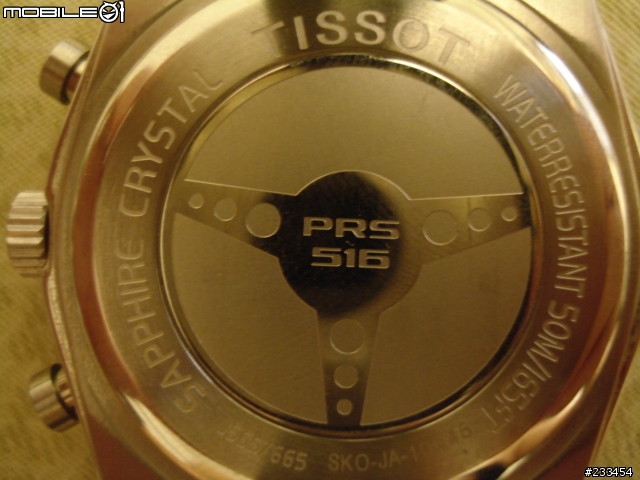 MOBILE01
TISSOT
SAPPHIRE CRYSTAL
WATERRESISTANT 50M/165FT
PRS
516
SKO-JA-
#233454